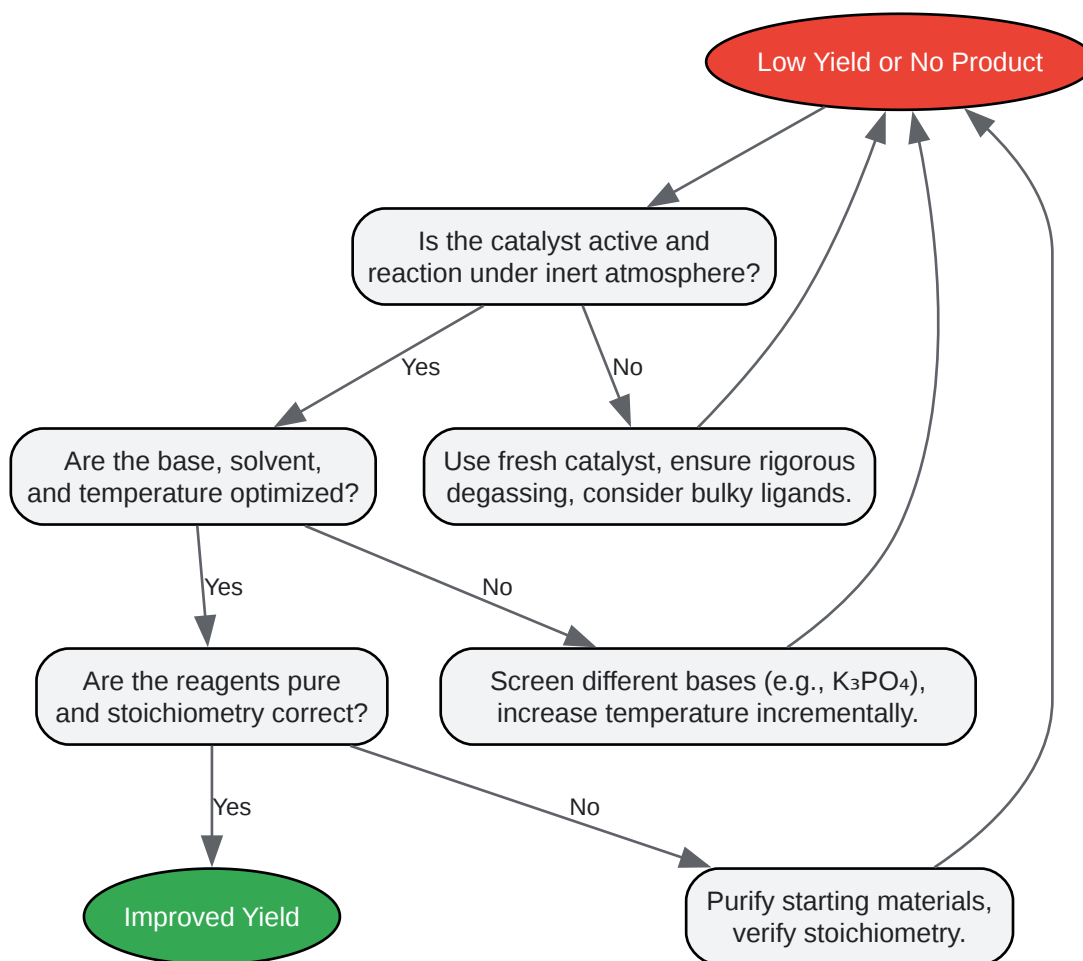 Low Yield or No Product
Is the catalyst active and
reaction under inert atmosphere?
Yes
No
Are the base, solvent,
and temperature optimized?
Use fresh catalyst, ensure rigorous
degassing, consider bulky ligands.
Yes
No
Are the reagents pure
and stoichiometry correct?
Screen different bases (e.g., K₃PO₄),
increase temperature incrementally.
Yes
No
Improved Yield
Purify starting materials,
verify stoichiometry.